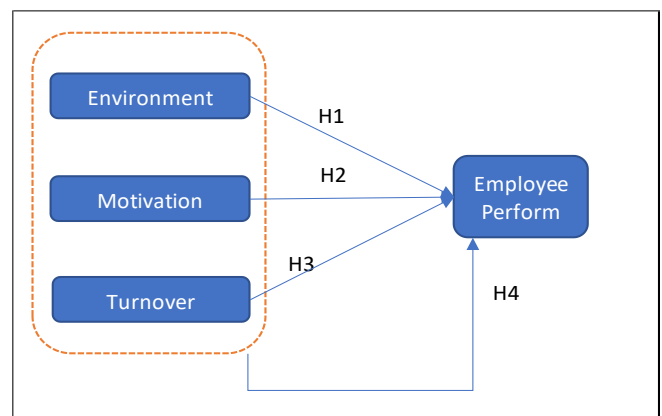 Environment
H1
Motivation
H2
Employee
Perform
Turnover
H3
H4